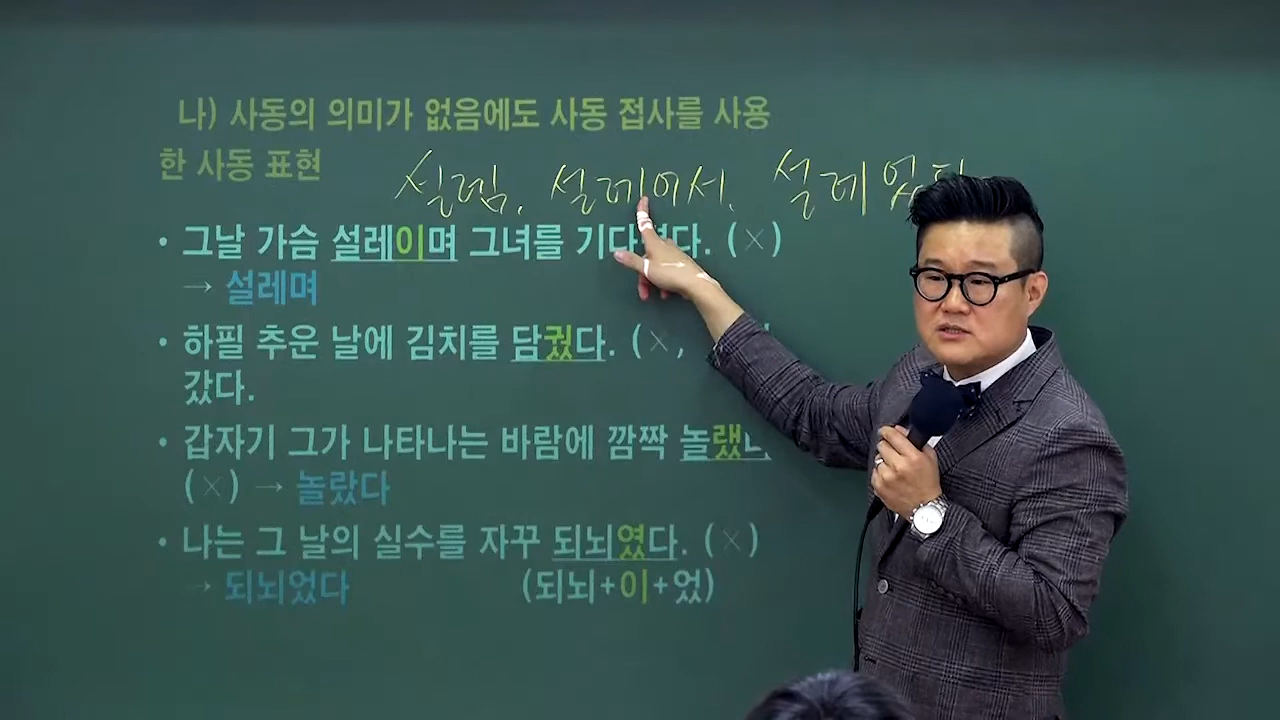 나) 사동의 의미가 없음에도 사동 접사를 사용
한 사동 표현
설렘, 설레어서, 설레었다
• 그날 가슴 설레이며 그녀를 기다렸다. (×)
→ 설레며
• 하필 추운 날에 김치를 담궜다. (×,
갔다.
• 갑자기 그가 나타나는 바람에 깜짝 놀랬
(×) → 놀랐다
• 나는 그 날의 실수를 자꾸 되뇌였다. (×)
→ 되뇌었다 (되뇌+이+었)